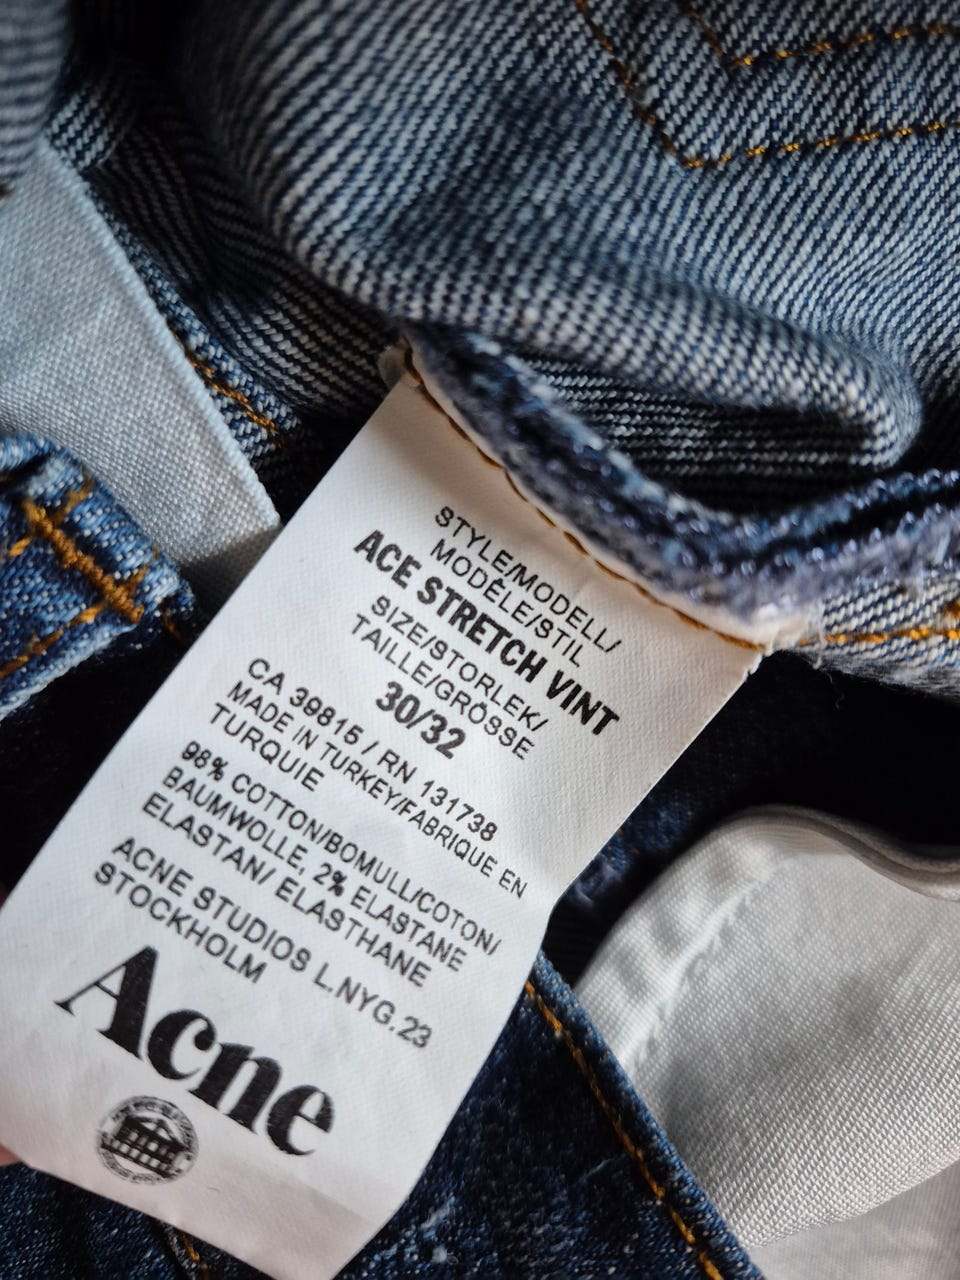 STYLE/MODELL/
MODÈLE/STIL
ACE STRETCH VINT
SIZE/STORLEK/
TAILLE/GRÖSSE
30/32
CA 39815 / RN 131738
MADE IN TURKEY/FABRIQUE EN
TURQUIE
98% COTTON/BOMULL/COTON/
BAUMWOLLE, 2% ELASTANE
ELASTAN/ ELASTHANE
ACNE STUDIOS L.NYG.23
STOCKHOLM
Acne